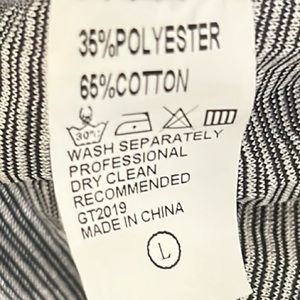 35%POLYESTER
65%COTTON
30°c
WASH SEPARATELY
PROFESSIONAL
DRY CLEAN
RECOMMENDED
GT2019
MADE IN CHINA
L